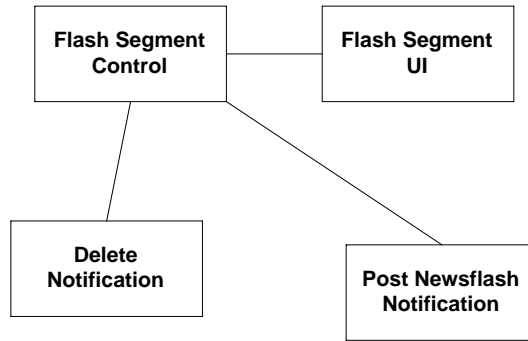 Flash Segment
Control
Flash Segment
UI
Delete
Notification
Post Newsflash
Notification